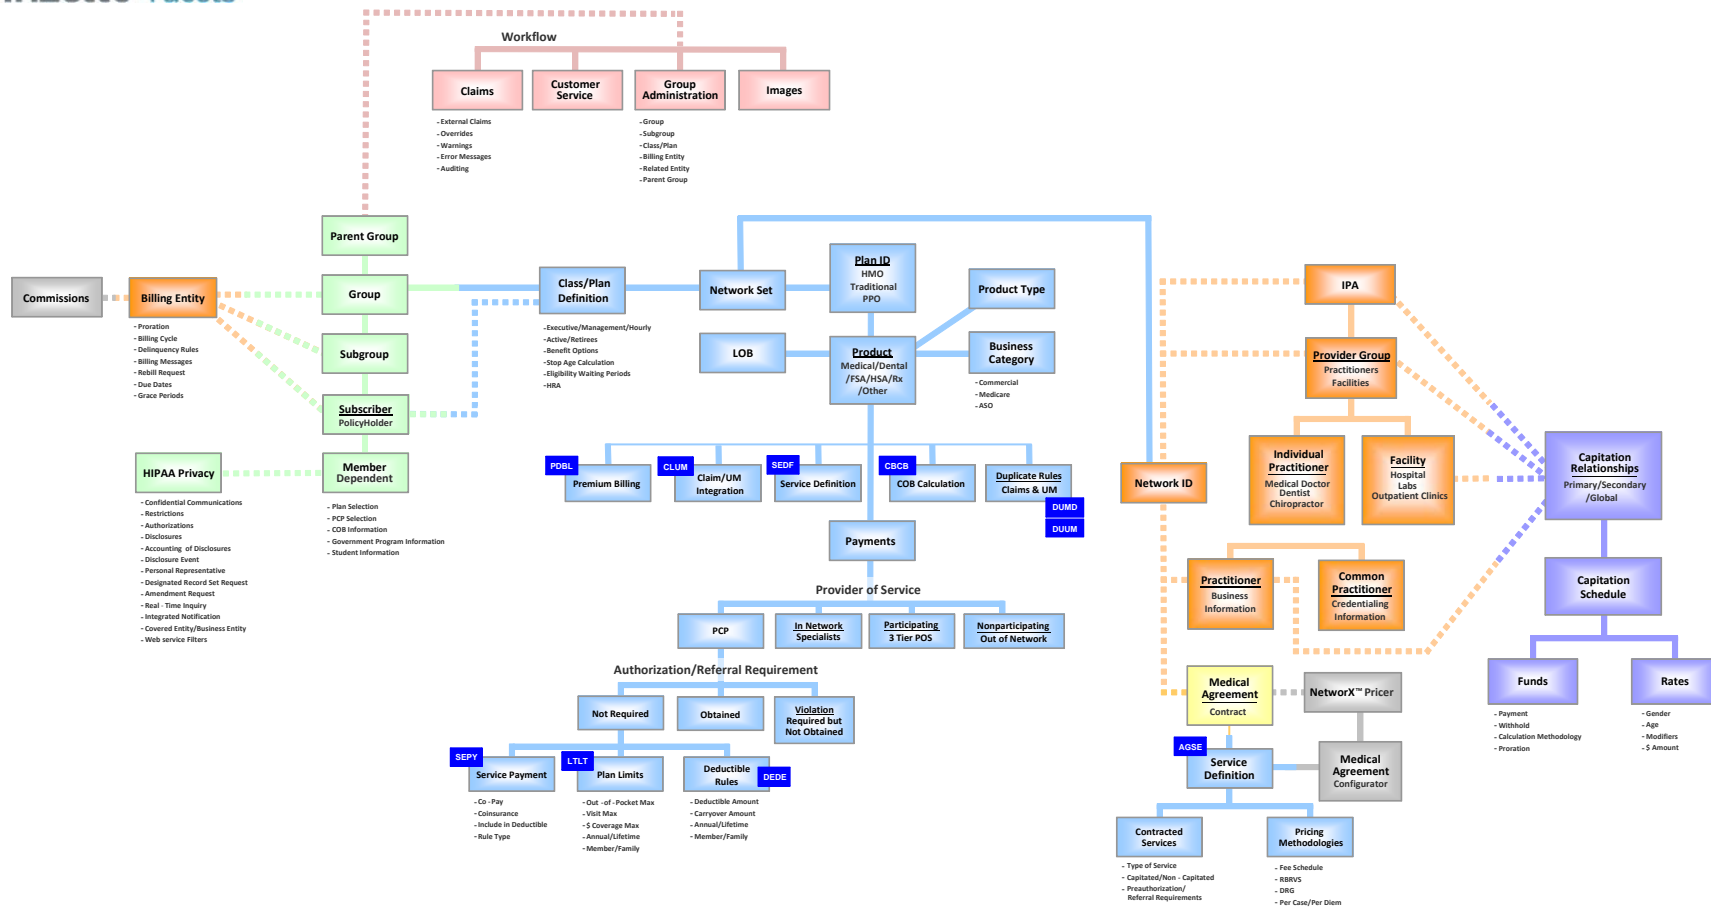 Workflow
Claims
Customer
Service
Group
Administration
Images
- External Claims
- Overrides
- Warnings
- Error Messages
- Auditing
- Group
- Subgroup
- Class/Plan
- Billing Entity
- Related Entity
- Parent Group
Parent Group
Commissions
Billing Entity
- Proration
- Billing Cycle
- Delinquency Rules
- Billing Messages
- Rebill Request
- Due Dates
- Grace Periods
Group
Subgroup
Subscriber
PolicyHolder
HIPAA Privacy
- Confidential Communications
- Restrictions
- Authorizations
- Disclosures
- Accounting of Disclosures
- Disclosure Event
- Personal Representative
- Designated Record Set Request
- Amendment Request
- Real - Time Inquiry
- Integrated Notification
- Covered Entity/Business Entity
- Web service Filters
Member
Dependent
- Plan Selection
- PCP Selection
- COB Information
- Government Program Information
- Student Information
Class/Plan
Definition
- Executive/Management/Hourly
- Active/Retirees
- Benefit Options
- Stop Age Calculation
- Eligibility Waiting Periods
- HRA
Network Set
Plan ID
HMO
Traditional
PPO
Product Type
LOB
Product
Medical/Dental
/FSA/HSA/Rx
/Other
Business
Category
- Commercial
- Medicare
- ASO
PDBL
Premium Billing
CLUM
Claim/UM
Integration
SEDF
Service Definition
CBCB
COB Calculation
Duplicate Rules
Claims & UM
DUMD
DUUM
Payments
Provider of Service
PCP
In Network
Specialists
Participating
3 Tier POS
Nonparticipating
Out of Network
Authorization/Referral Requirement
Not Required
Obtained
Violation
Required but
Not Obtained
SEPY
Service Payment
- Co - Pay
- Coinsurance
- Include in Deductible
- Rule Type
LTLT
Plan Limits
- Out - of - Pocket Max
- Visit Max
- $ Coverage Max
- Annual/Lifetime
- Member/Family
Deductible
Rules
DEDE
- Deductible Amount
- Carryover Amount
- Annual/Lifetime
- Member/Family
Network ID
IPA
Provider Group
Practitioners
Facilities
Individual
Practitioner
Medical Doctor
Dentist
Chiropractor
Facility
Hospital
Labs
Outpatient Clinics
Practitioner
Business
Information
Common
Practitioner
Credentialing
Information
Medical
Agreement
Contract
NetworX™ Pricer
AGSE
Service
Definition
Medical
Agreement
Configurator
Contracted
Services
- Type of Service
- Capitated/Non - Capitated
- Preauthorization/
Referral Requirements
Pricing
Methodologies
- Fee Schedule
- RBRVS
- DRG
- Per Case/Per Diem
Capitation
Relationships
Primary/Secondary
/Global
Capitation
Schedule
Funds
- Payment
- Withhold
- Calculation Methodology
- Proration
Rates
- Gender
- Age
- Modifiers
- $ Amount